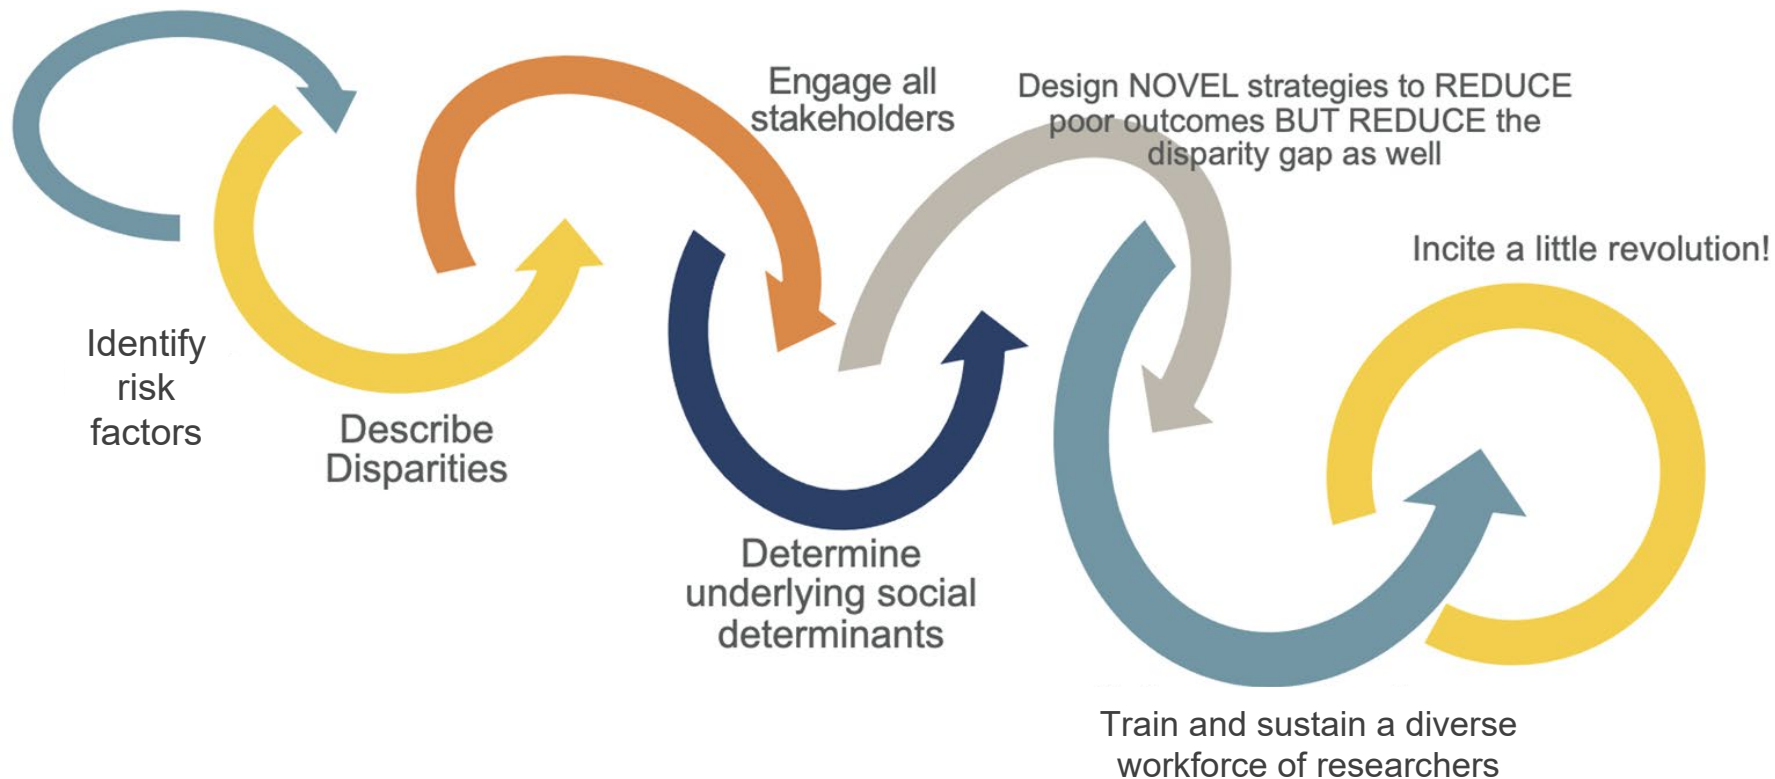 Identify
risk
factors
Describe
Disparities
Engage all
stakeholders
Determine
underlying social
determinants
Design NOVEL strategies to REDUCE
poor outcomes BUT REDUCE the
disparity gap as well
Train and sustain a diverse
workforce of researchers
Incite a little revolution!